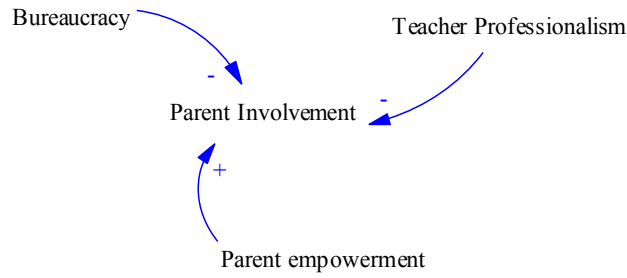 Bureaucracy
Teacher Professionalism
-
-
Parent Involvement
+
Parent empowerment